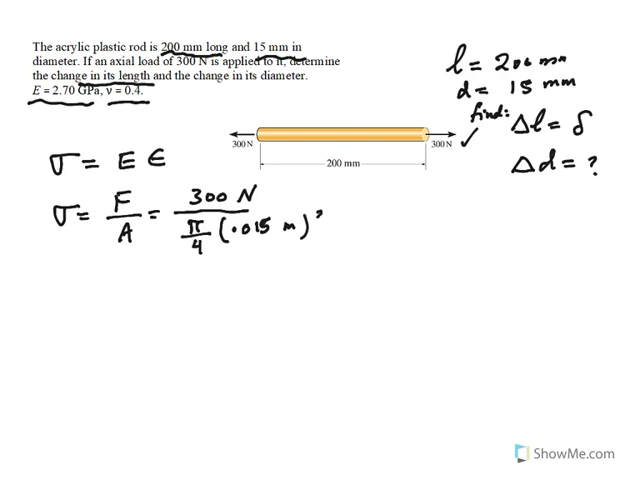 The acrylic plastic rod is 200 mm long and 15 mm in
diameter. If an axial load of 300 N is applied to it, determine
the change in its length and the change in its diameter.
E = 2.70 GPa, ν = 0.4.
l = 200 mm
d = 15 mm
find:
Δl = δ
Δd = ?
300 N
300 N
200 mm
σ = E ϵ
σ = F/A = 300 N / π/4 (.015 m)²
ShowMe.com